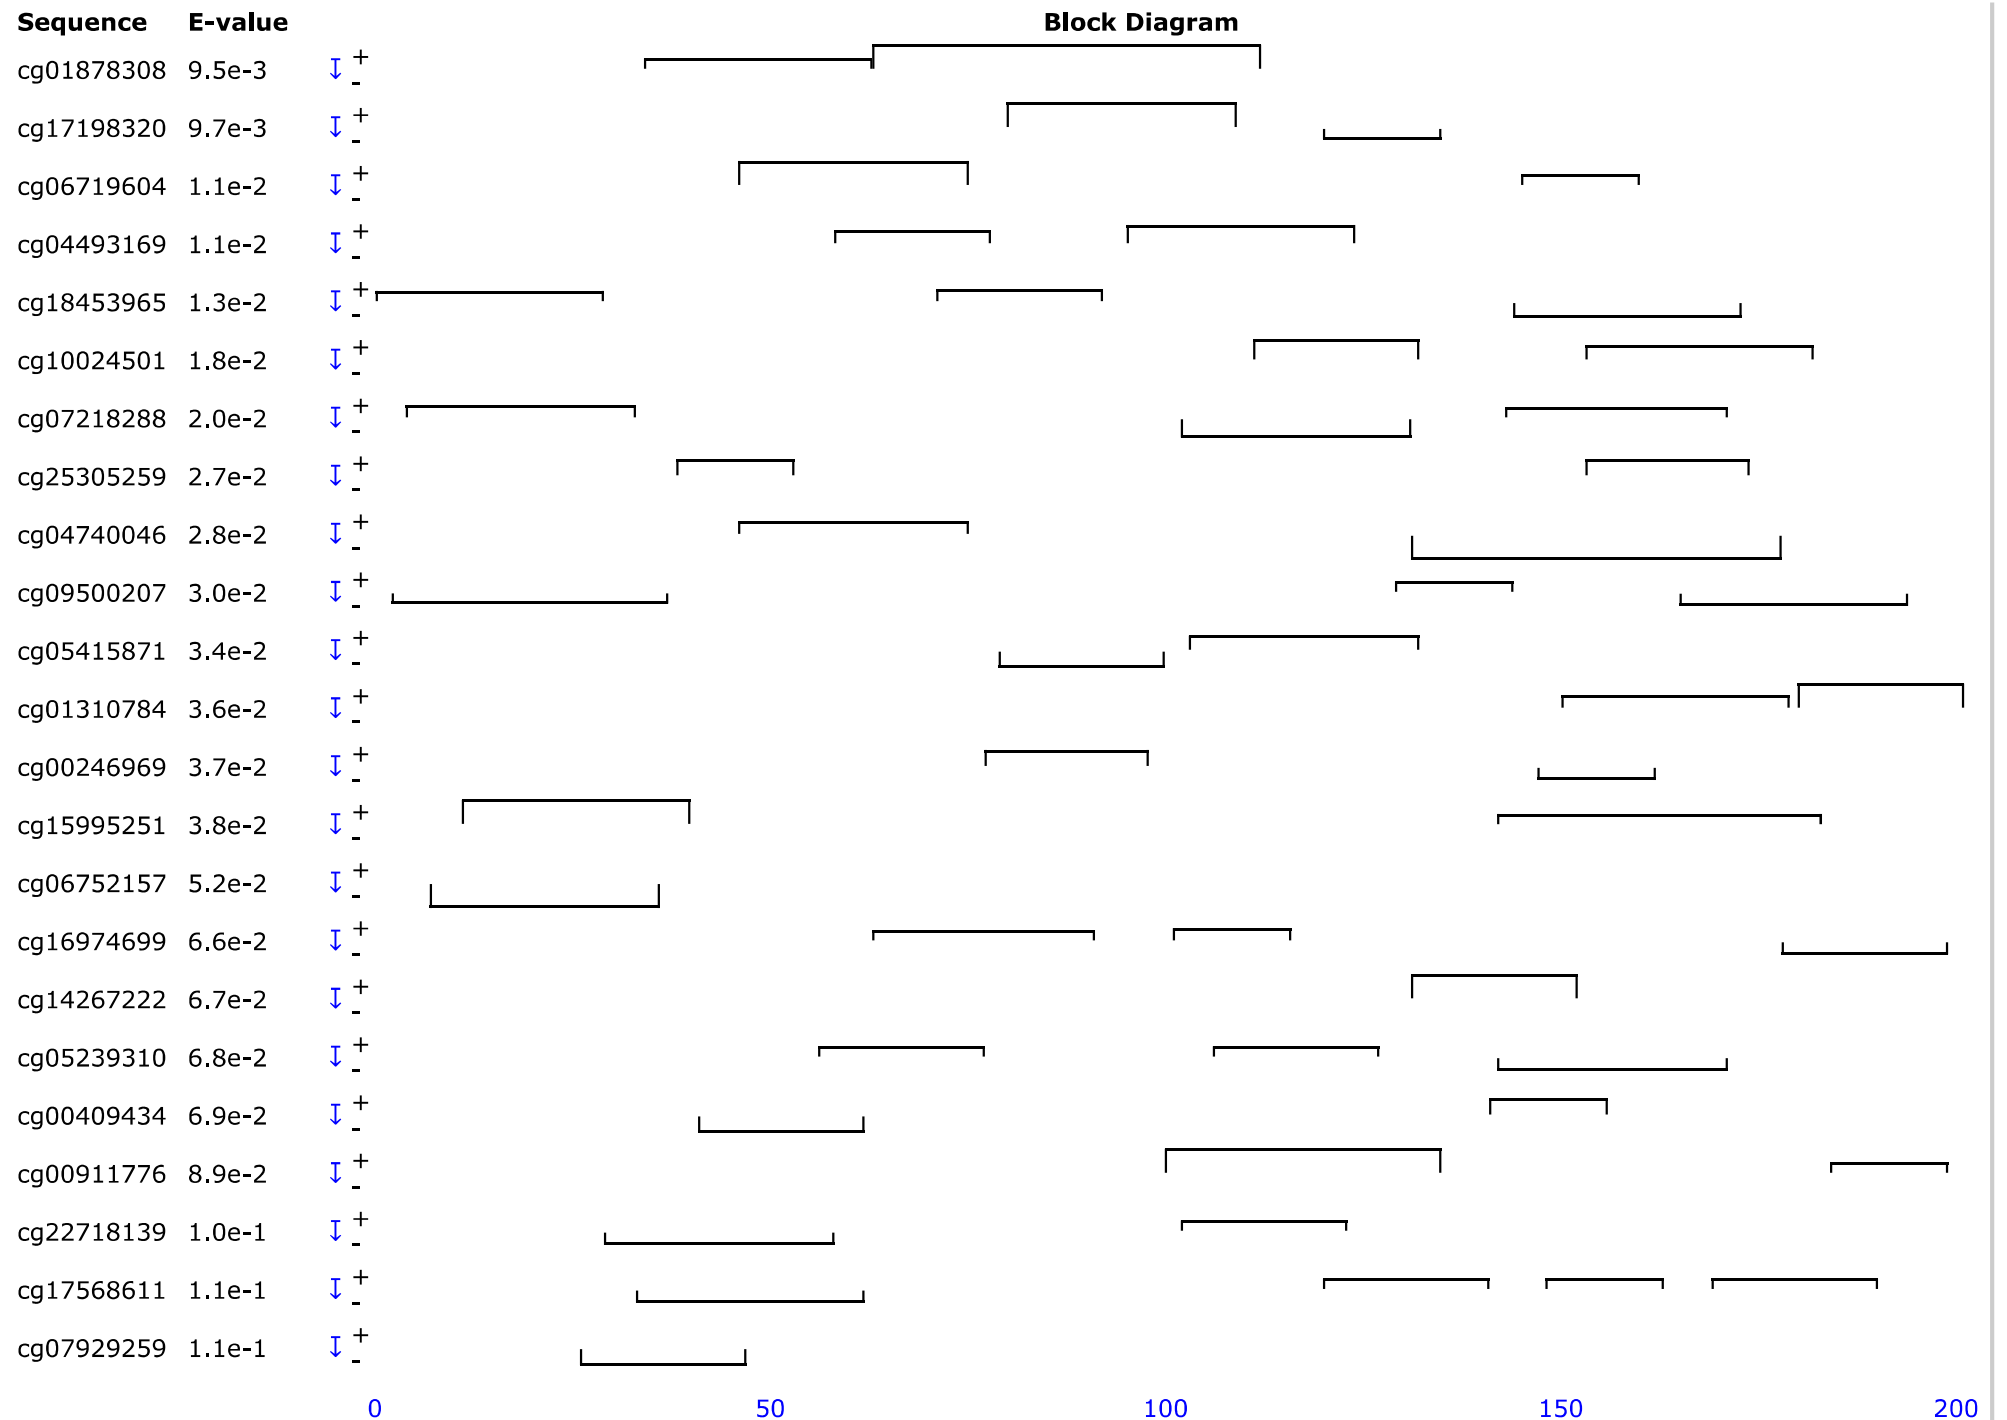 Sequence E-value Block Diagram
cg01878308 9.5e-3 ↧ + -
cg17198320 9.7e-3 ↧ + -
cg06719604 1.1e-2 ↧ + -
cg04493169 1.1e-2 ↧ + -
cg18453965 1.3e-2 ↧ + -
cg10024501 1.8e-2 ↧ + -
cg07218288 2.0e-2 ↧ + -
cg25305259 2.7e-2 ↧ + -
cg04740046 2.8e-2 ↧ + -
cg09500207 3.0e-2 ↧ + -
cg05415871 3.4e-2 ↧ + -
cg01310784 3.6e-2 ↧ + -
cg00246969 3.7e-2 ↧ + -
cg15995251 3.8e-2 ↧ + -
cg06752157 5.2e-2 ↧ + -
cg16974699 6.6e-2 ↧ + -
cg14267222 6.7e-2 ↧ + -
cg05239310 6.8e-2 ↧ + -
cg00409434 6.9e-2 ↧ + -
cg00911776 8.9e-2 ↧ + -
cg22718139 1.0e-1 ↧ + -
cg17568611 1.1e-1 ↧ + -
cg07929259 1.1e-1 ↧ + -
0 50 100 150 200